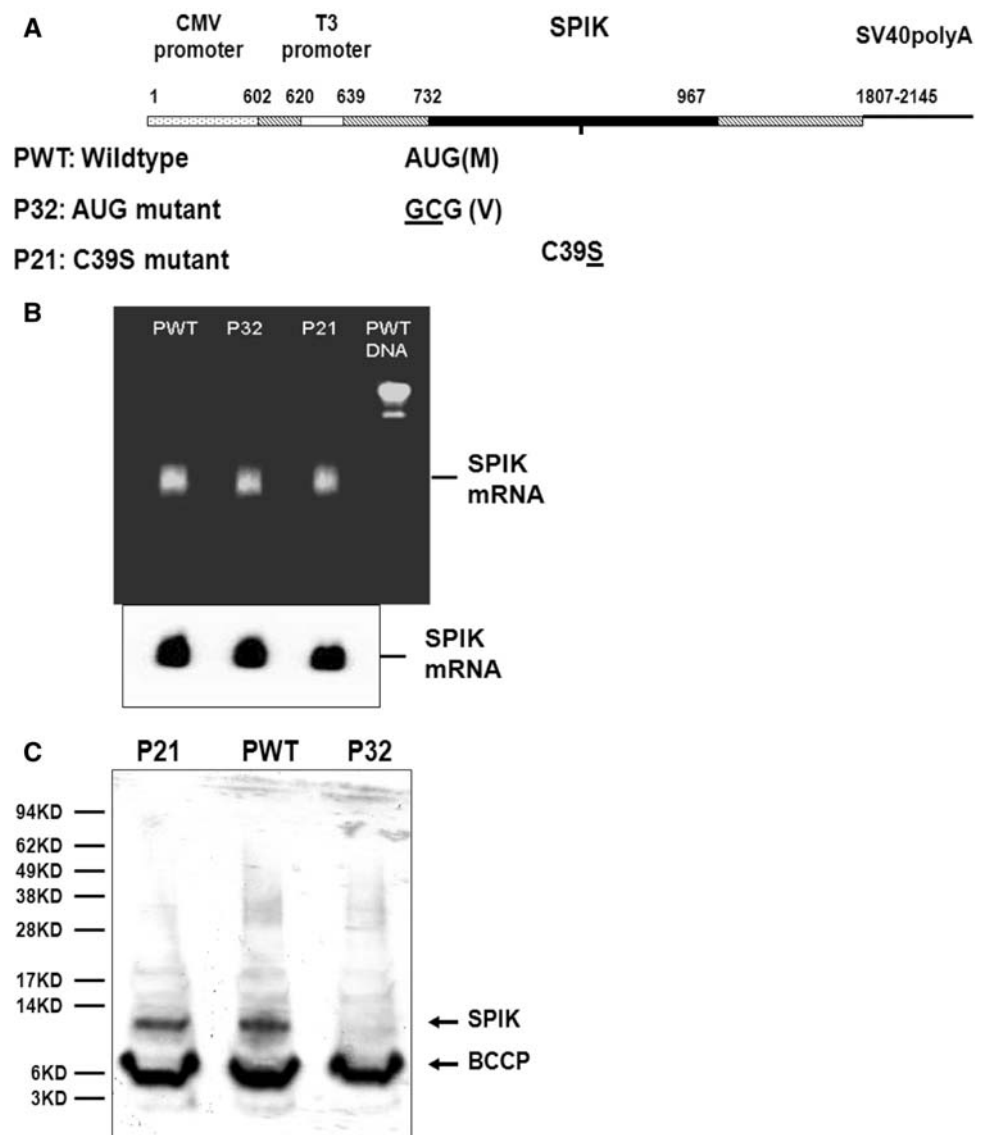 A
CMV promoter
T3 promoter
SPIK
SV40polyA
1
602
620
639
732
967
1807-2145
PWT: Wildtype
AUG(M)
P32: AUG mutant
GCG (V)
P21: C39S mutant
C39S
B
PWT
P32
P21
PWT DNA
SPIK mRNA
SPIK mRNA
C
P21
PWT
P32
94KD
62KD
49KD
38KD
28KD
17KD
14KD
SPIK
BCCP
6KD
3KD